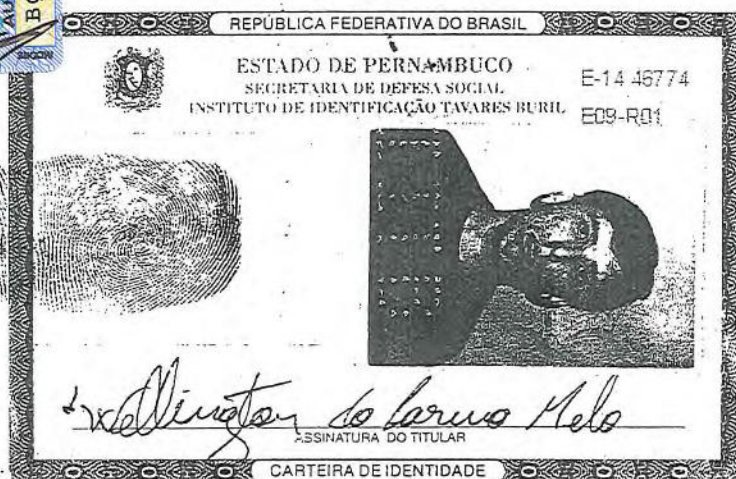 REPÚBLICA FEDERATIVA DO BRASIL
ESTADO DE PERNAMBUCO
SECRETARIA DE DEFESA SOCIAL
INSTITUTO DE IDENTIFICAÇÃO TAVARES BURIL
E-14 46774
E09-R01
Wellington do Carmo Melo
ASSINATURA DO TITULAR
CARTEIRA DE IDENTIDADE